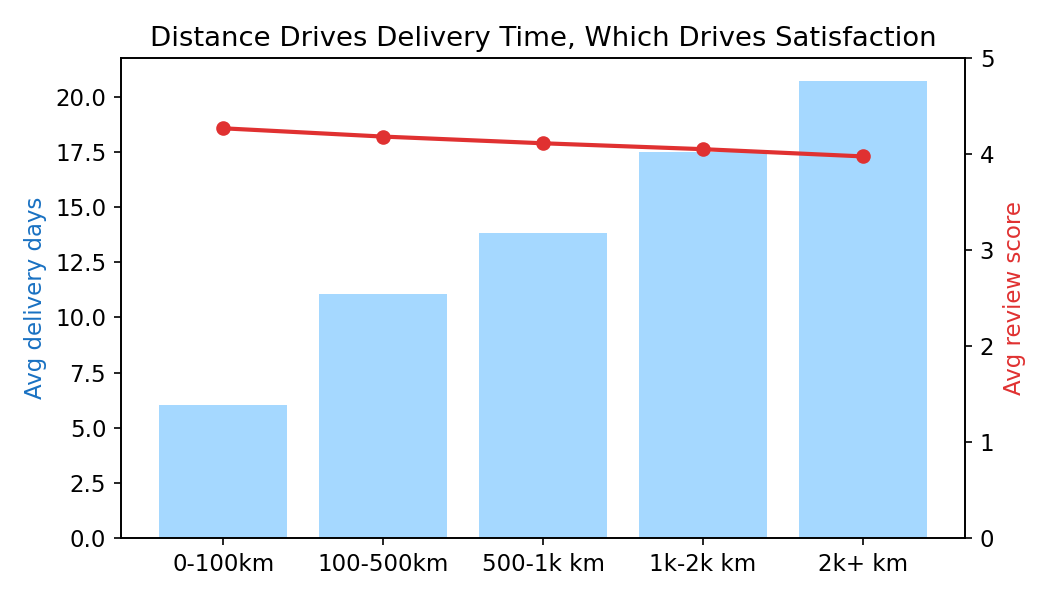 Distance Drives Delivery Time, Which Drives Satisfaction
Avg delivery days
20.0
17.5
15.0
12.5
10.0
7.5
5.0
2.5
0.0
5
4
3
2
1
0
Avg review score
0-100km
100-500km
500-1k km
1k-2k km
2k+ km